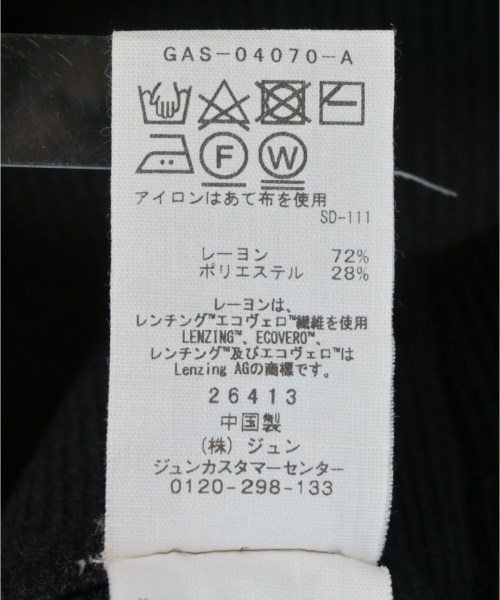 GAS-04070-A
F W
アイロンはあて布を使用
SD-111
レーヨン 72%
ポリエステル 28%
レーヨンは、
レンチング™エコヴェロ™繊維を使用
LENZING™、ECOVERO™、
レンチング™及びエコヴェロ™は
Lenzing AGの商標です。
26413
中国製
(株)ジュン
ジュンカスタマーセンター
0120-298-133